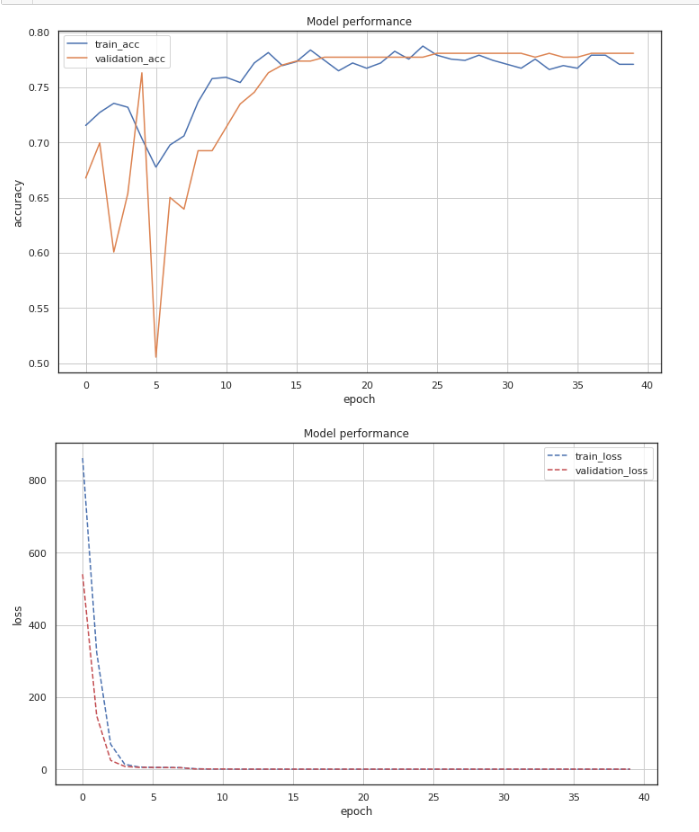 Model performance
train_acc
validation_acc
0.80
0.75
0.70
0.65
0.60
0.55
0.50
accuracy
0 5 10 15 20 25 30 35 40
epoch
Model performance
train_loss
validation_loss
800
600
400
200
0
loss
0 5 10 15 20 25 30 35 40
epoch